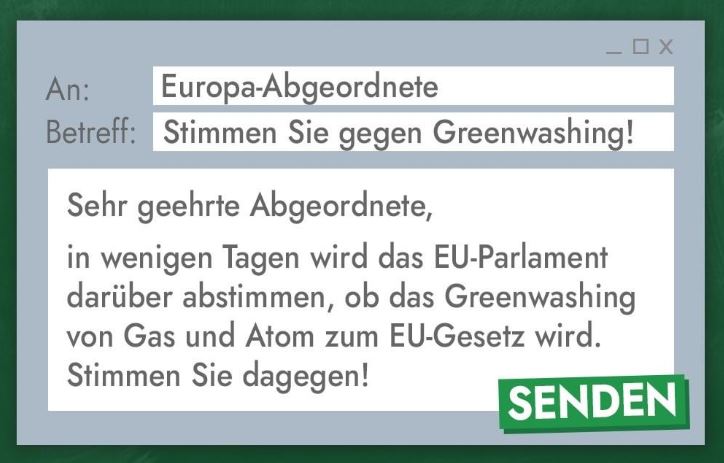 An: Europa-Abgeordnete
Betreff: Stimmen Sie gegen Greenwashing!
Sehr geehrte Abgeordnete,
in wenigen Tagen wird das EU-Parlament
darüber abstimmen, ob das Greenwashing
von Gas und Atom zum EU-Gesetz wird.
Stimmen Sie dagegen!
SENDEN